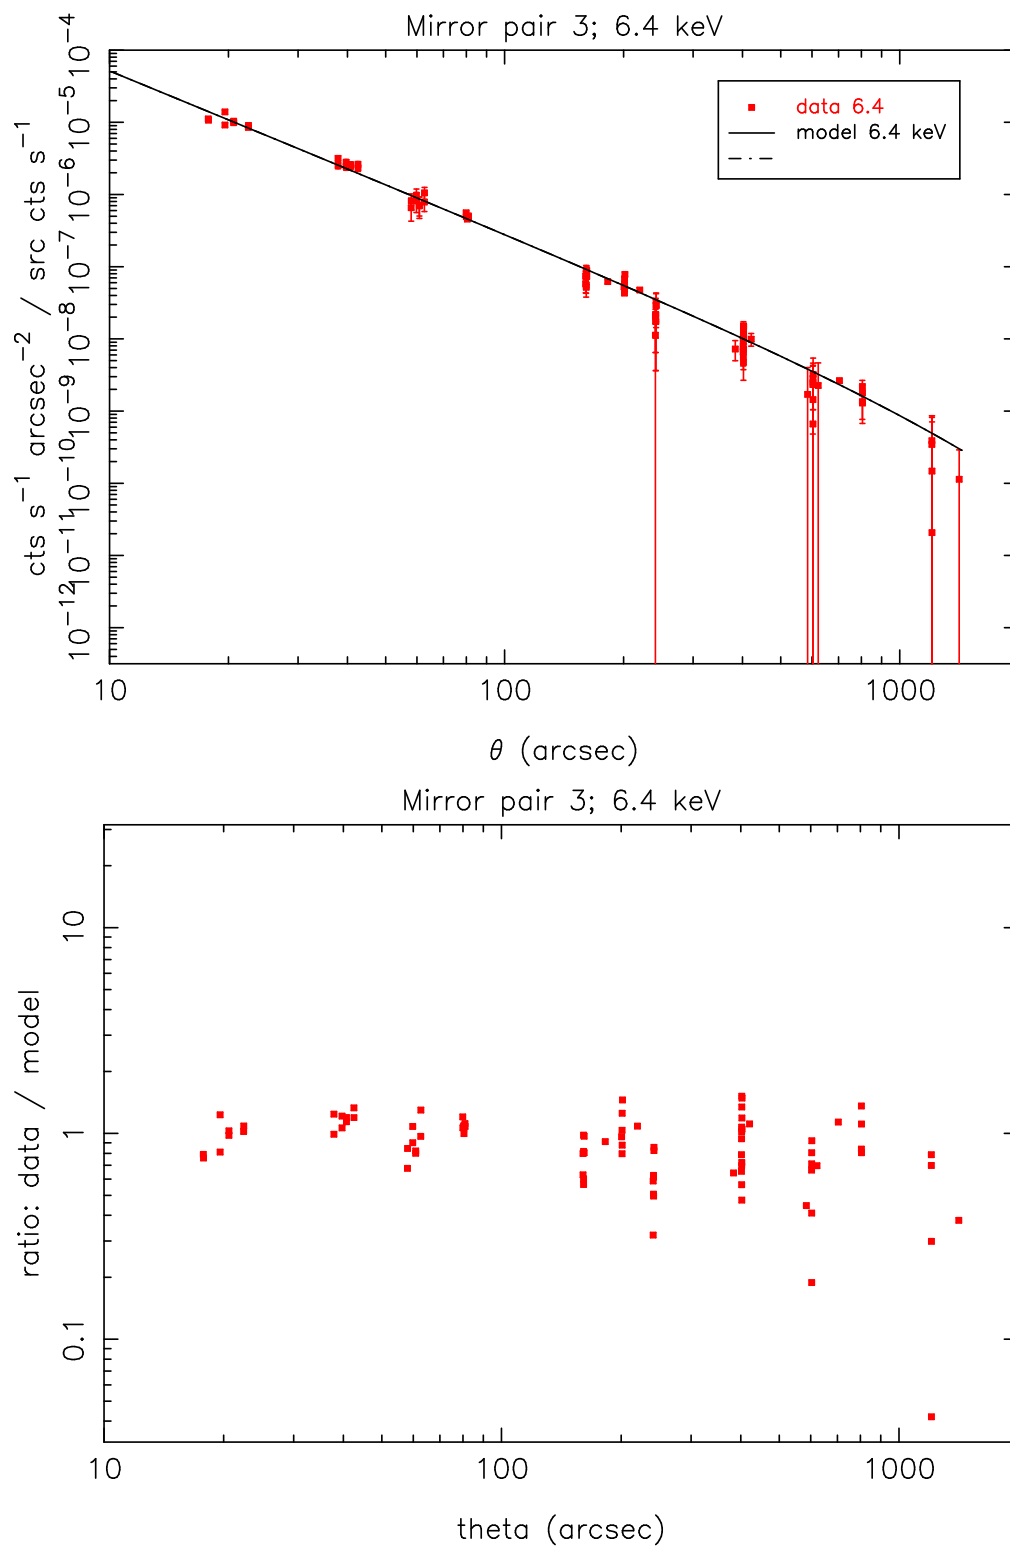 Mirror pair 3; 6.4 keV
cts s⁻¹ arcsec⁻² / src cts s⁻¹
10⁻⁴
10⁻⁵
10⁻⁶
10⁻⁷
10⁻⁸
10⁻⁹
10⁻¹⁰
10⁻¹¹
10⁻¹²
data 6.4
model 6.4 keV
10 100 1000
θ (arcsec)
Mirror pair 3; 6.4 keV
ratio: data / model
10
1
0.1
10 100 1000
theta (arcsec)